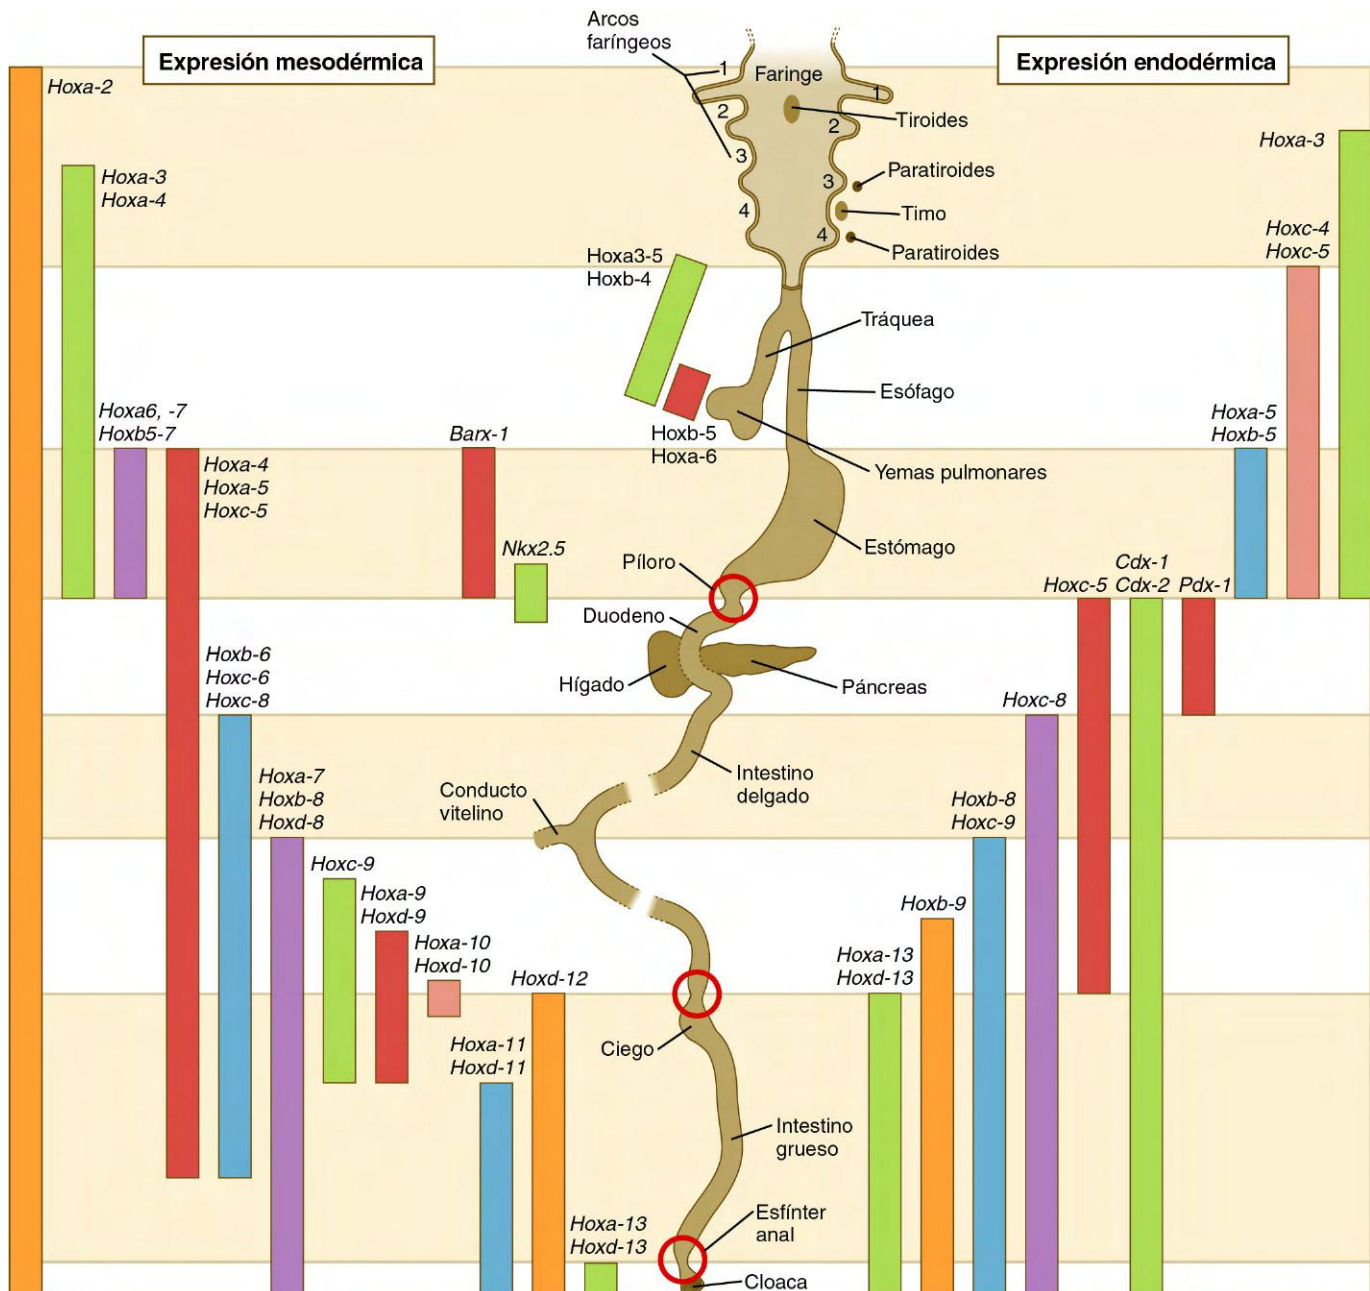 Expresión mesodérmica
Arcos
faríngeos
Expresión endodérmica
Hoxa-2
1
Faringe
1
2
2
Tiroides
3
Hoxa-3
Hoxa-3
Hoxa-4
3
Paratiroides
4
Timo
4
Paratiroides
Hoxc-4
Hoxc-5
Hoxa3-5
Hoxb-4
Tráquea
Esófago
Hoxa6, -7
Hoxb5-7
Barx-1
Hoxb-5
Hoxa-6
Hoxa-5
Hoxb-5
Hoxa-4
Hoxa-5
Hoxc-5
Yemas pulmonares
Nkx2.5
Estómago
Píloro
Hoxc-5
Cdx-1
Cdx-2
Pdx-1
Duodeno
Hoxb-6
Hoxc-6
Hoxc-8
Hígado
Páncreas
Hoxc-8
Hoxa-7
Hoxb-8
Hoxd-8
Conducto
vitelino
Intestino
delgado
Hoxb-8
Hoxc-9
Hoxc-9
Hoxa-9
Hoxd-9
Hoxb-9
Hoxa-10
Hoxd-10
Hoxd-12
Hoxa-13
Hoxd-13
Hoxa-11
Hoxd-11
Ciego
Intestino
grueso
Hoxa-13
Hoxd-13
Esfínter
anal
Cloaca